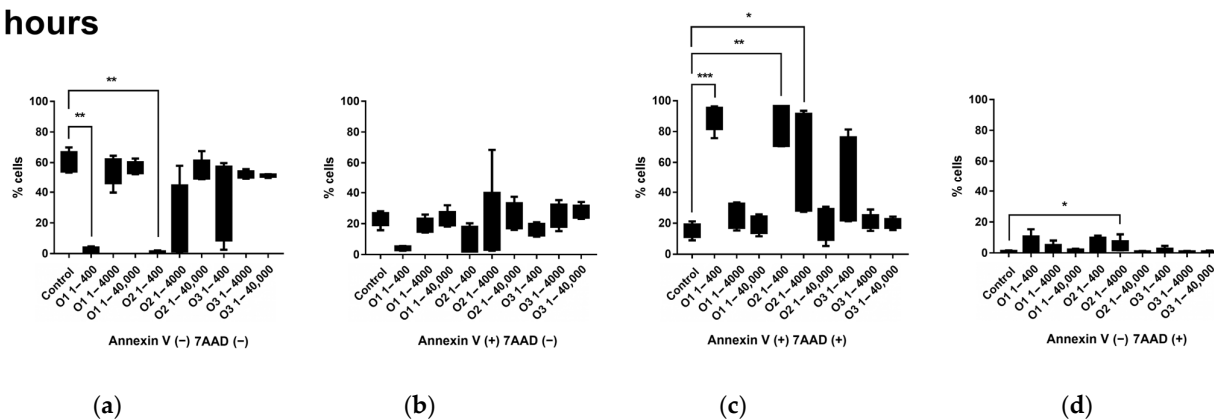 hours
**
**
100
80
60
40
20
0
% cells
Control
O1 1–400
O1 1–4000
O1 1–40,000
O2 1–400
O2 1–4000
O2 1–40,000
O3 1–400
O3 1–4000
O3 1–40,000
Annexin V (−) 7AAD (−)
(a)
100
80
60
40
20
0
% cells
Control
O1 1–400
O1 1–4000
O1 1–40,000
O2 1–400
O2 1–4000
O2 1–40,000
O3 1–400
O3 1–4000
O3 1–40,000
Annexin V (+) 7AAD (−)
(b)
*
**
***
100
80
60
40
20
0
% cells
Control
O1 1–400
O1 1–4000
O1 1–40,000
O2 1–400
O2 1–4000
O2 1–40,000
O3 1–400
O3 1–4000
O3 1–40,000
Annexin V (+) 7AAD (+)
(c)
100
80
60
40
20
0
% cells
*
Control
O1 1–400
O1 1–4000
O1 1–40,000
O2 1–400
O2 1–4000
O2 1–40,000
O3 1–400
O3 1–4000
O3 1–40,000
Annexin V (−) 7AAD (+)
(d)